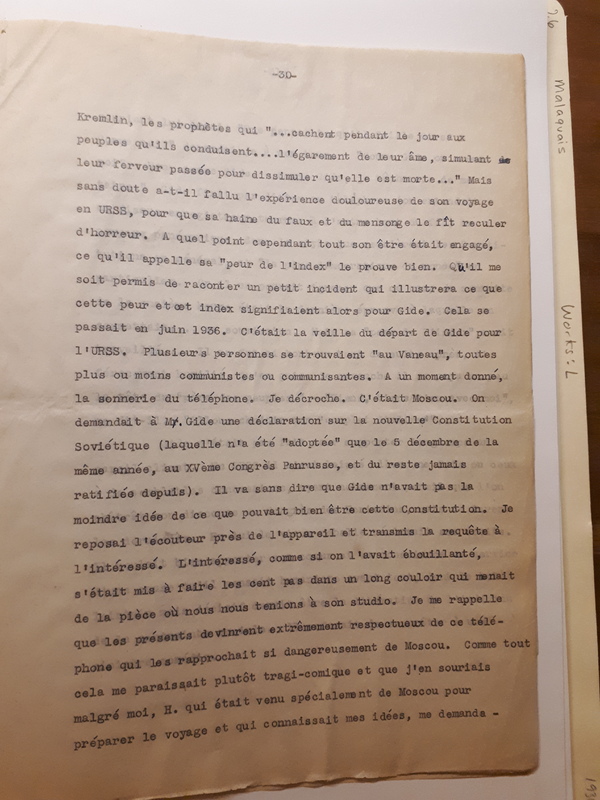 -30-
Kremlin, les prophètes qui "...cachent pendant le jour aux
peuples qu'ils conduisent....l'égarement de leur âme, simulant
leur ferveur passée pour dissimuler qu'elle est morte..." Mais
sans doute a-t-il fallu l'expérience douloureuse de son voyage
en URSS, pour que sa haine du faux et du mensonge le fît reculer
d'horreur. A quel point cependant tout son être était engagé,
ce qu'il appelle sa "peur de l'index" le prouve bien. Qu'il me
soit permis de raconter un petit incident qui illustrera ce que
cette peur et cet index signifiaient alors pour Gide. Cela se
passait en juin 1936. C'était la veille du départ de Gide pour
l'URSS. Plusieurs personnes se trouvaient "au Vaneau", toutes
plus ou moins communistes ou communisantes. A un moment donné,
la sonnerie du téléphone. Je décroche. C'était Moscou. On
demandait à M. Gide une déclaration sur la nouvelle Constitution
Soviétique (laquelle n'a été "adoptée" que le 5 décembre de la
même année, au XVème Congrès Panrusse, et du reste jamais
ratifiée depuis). Il va sans dire que Gide n'avait pas la
moindre idée de ce que pouvait bien être cette Constitution. Je
reposai l'écouteur près de l'appareil et transmis la requête à
l'intéressé. L'intéressé, comme si on l'avait ébouillanté,
s'était mis à faire les cent pas dans un long couloir qui menait
de la pièce où nous nous tenions à son studio. Je me rappelle
que les présents devinrent extrêmement respectueux de ce télé-
phone qui les rapprochait si dangereusement de Moscou. Comme tout
cela me paraissait plutôt tragi-comique et que j'en souriais
malgré moi, H. qui était venu spécialement de Moscou pour
préparer le voyage et qui connaissait mes idées, me demanda -
7.6
Malaquais
Works: L
193